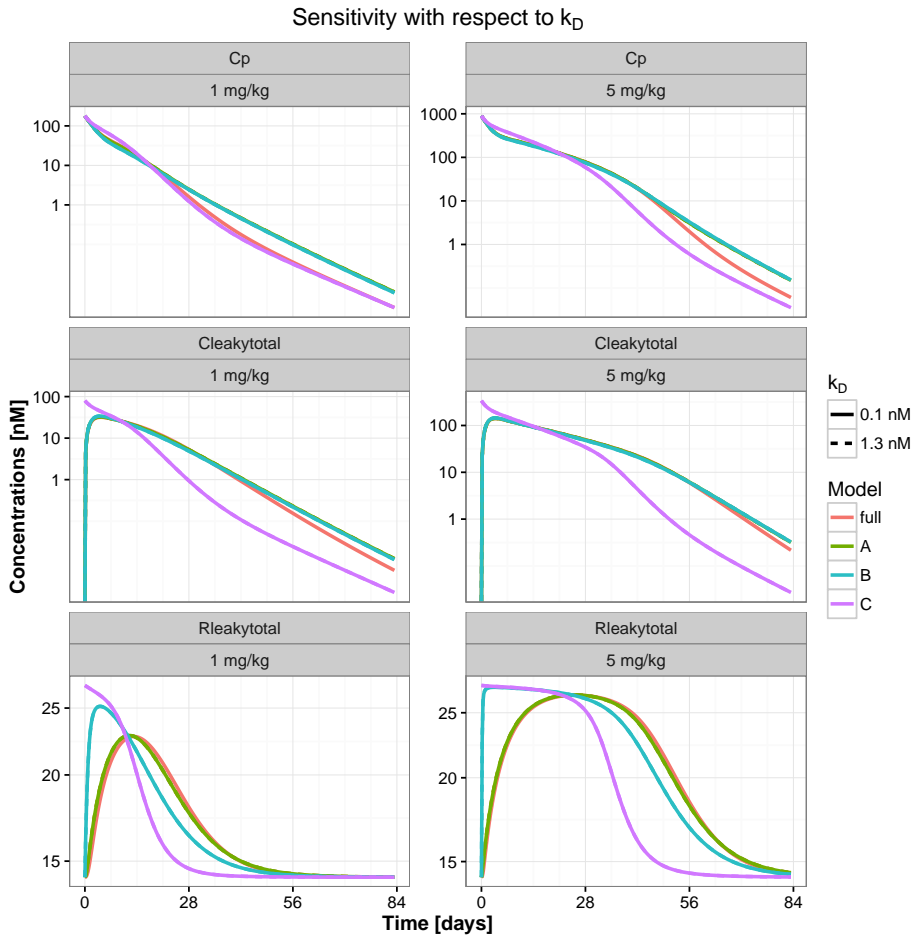 Sensitivity with respect to kD
Cp
Cp
1 mg/kg
5 mg/kg
100
10
1
1000
100
10
1
Cleakytotal
Cleakytotal
1 mg/kg
5 mg/kg
100
10
1
100
10
1
Rleakytotal
Rleakytotal
1 mg/kg
5 mg/kg
25
20
15
25
20
15
0
28
56
84
0
28
56
84
Concentrations [nM]
Time [days]
kD
0.1 nM
1.3 nM
Model
full
A
B
C